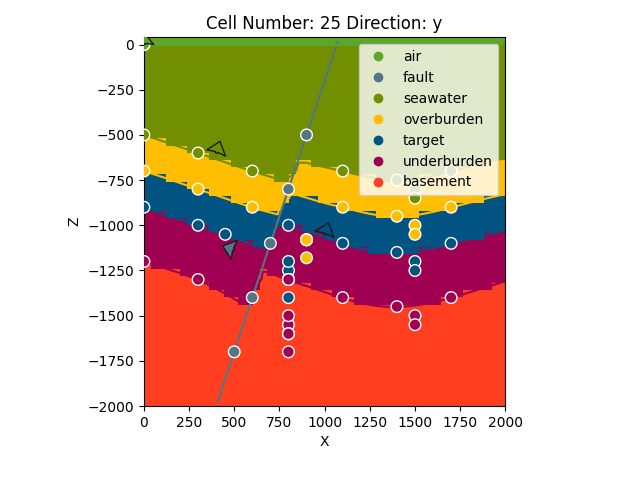 Cell Number: 25 Direction: y
air
fault
seawater
overburden
target
underburden
basement
0
−250
−500
−750
−1000
−1250
−1500
−1750
−2000
Z
0 250 500 750 1000 1250 1500 1750 2000
X